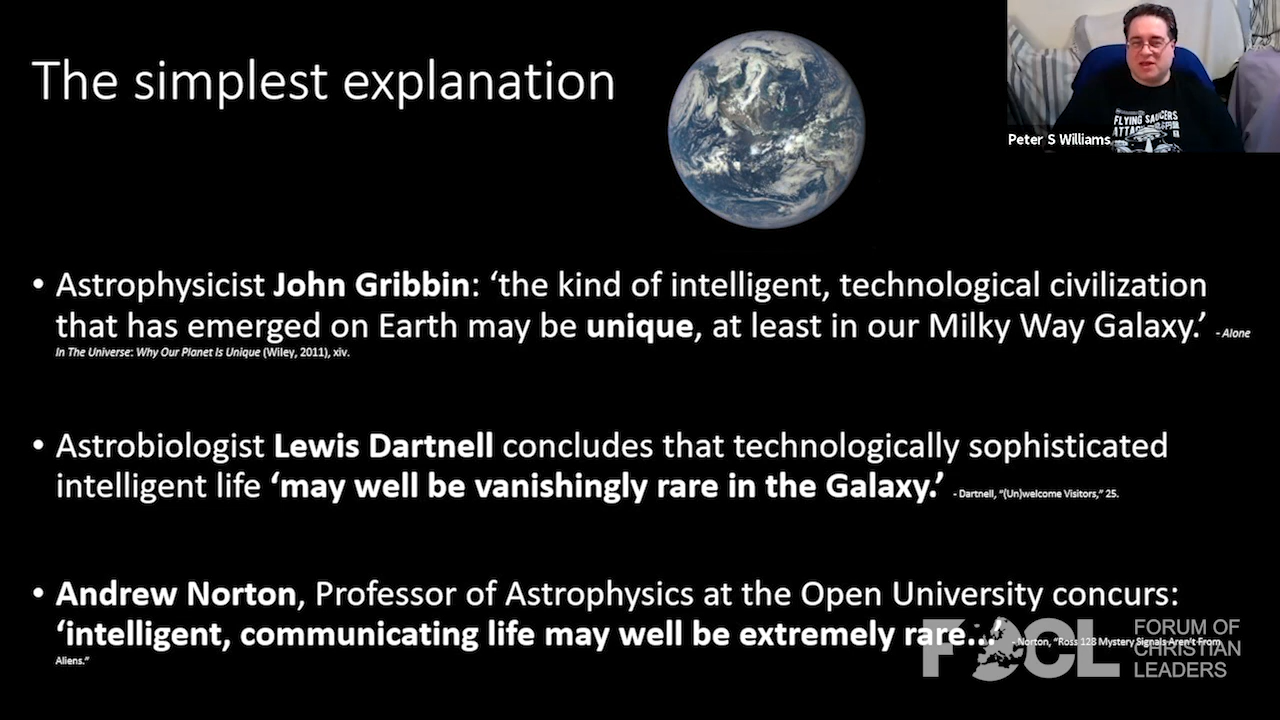 The simplest explanation
FLYING SAUCERS
Peter S Williams
• Astrophysicist John Gribbin: ‘the kind of intelligent, technological civilization
that has emerged on Earth may be unique, at least in our Milky Way Galaxy.’ - Alone
In The Universe: Why Our Planet Is Unique (Wiley, 2011), xiv.
• Astrobiologist Lewis Dartnell concludes that technologically sophisticated
intelligent life ‘may well be vanishingly rare in the Galaxy.’ - Dartnell, “(Un)welcome Visitors,” 25.
• Andrew Norton, Professor of Astrophysics at the Open University concurs:
‘intelligent, communicating life may well be extremely rare…’ - Norton, “Ross 128 Mystery Signals Aren’t From
Aliens.”
FOCL
FORUM OF
CHRISTIAN
LEADERS